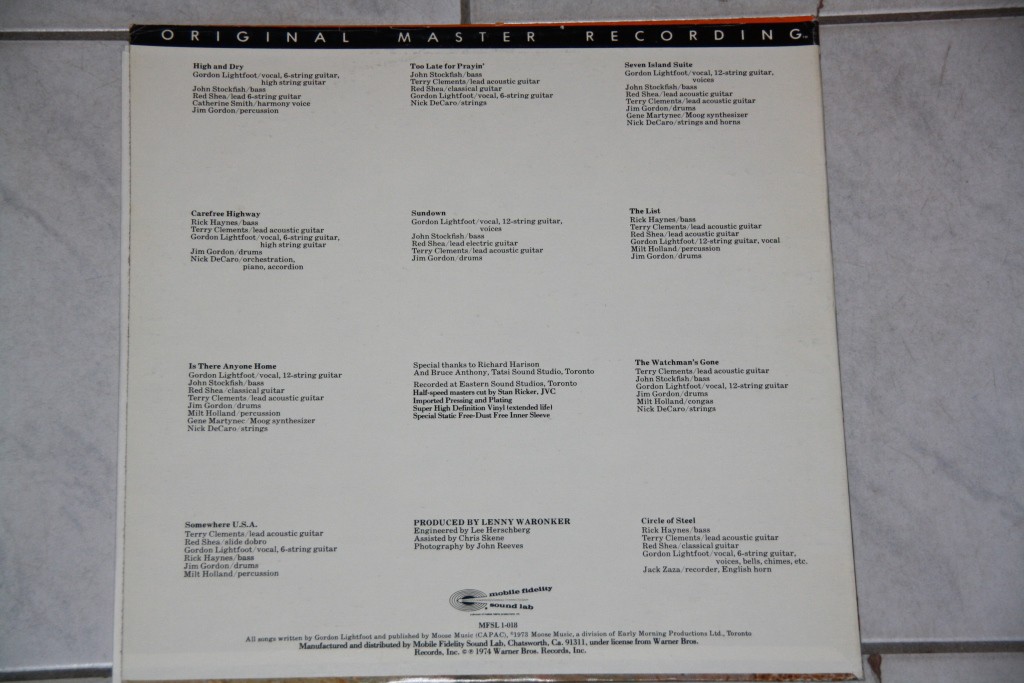 ORIGINAL MASTER RECORDING
High and Dry
Gordon Lightfoot/vocal, 6-string guitar,
high string guitar
John Stockfish/bass
Red Shea/lead 6-string guitar
Catherine Smith/harmony voice
Jim Gordon/percussion
Too Late for Prayin'
John Stockfish/bass
Terry Clements/lead acoustic guitar
Red Shea/classical guitar
Gordon Lightfoot/vocal, 6-string guitar
Nick DeCaro/strings
Seven Island Suite
Gordon Lightfoot/vocal, 12-string guitar,
voices
John Stockfish/bass
Red Shea/lead acoustic guitar
Terry Clements/lead acoustic guitar
Jim Gordon/drums
Gene Martynec/Moog synthesizer
Nick DeCaro/strings and horns
Carefree Highway
Rick Haynes/bass
Terry Clements/lead acoustic guitar
Gordon Lightfoot/vocal, 6-string guitar,
high string guitar
Jim Gordon/drums
Nick DeCaro/orchestration,
piano, accordion
Sundown
Gordon Lightfoot/vocal, 12-string guitar,
voices
John Stockfish/bass
Red Shea/lead electric guitar
Terry Clements/lead acoustic guitar
Jim Gordon/drums
The List
Rick Haynes/bass
Terry Clements/lead acoustic guitar
Red Shea/lead acoustic guitar
Gordon Lightfoot/12-string guitar, vocal
Milt Holland/percussion
Jim Gordon/drums
Is There Anyone Home
Gordon Lightfoot/vocal, 12-string guitar
John Stockfish/bass
Red Shea/classical guitar
Terry Clements/lead acoustic guitar
Jim Gordon/drums
Milt Holland/percussion
Gene Martynec/Moog synthesizer
Nick DeCaro/strings
Special thanks to Richard Harison
And Bruce Anthony, Tatsi Sound Studio, Toronto
Recorded at Eastern Sound Studios, Toronto
Half-speed masters cut by Stan Ricker, JVC
Imported Pressing and Plating
Super High Definition Vinyl (extended life)
Special Static Free-Dust Free Inner Sleeve
The Watchman's Gone
Terry Clements/lead acoustic guitar
John Stockfish/bass
Gordon Lightfoot/vocal, 12-string guitar
Jim Gordon/drums
Milt Holland/congas
Nick DeCaro/strings
Somewhere U.S.A.
Terry Clements/lead acoustic guitar
Red Shea/slide dobro
Gordon Lightfoot/vocal, 6-string guitar
Rick Haynes/bass
Jim Gordon/drums
Milt Holland/percussion
PRODUCED BY LENNY WARONKER
Engineered by Lee Herschberg
Assisted by Chris Skene
Photography by John Reeves
Circle of Steel
Rick Haynes/bass
Terry Clements/lead acoustic guitar
Red Shea/classical guitar
Gordon Lightfoot/vocal, 6-string guitar,
voices, bells, chimes, etc.
Jack Zaza/recorder, English horn
mobile fidelity
sound lab
MFSL 1-018
All songs written by Gordon Lightfoot and published by Moose Music (CAPAC), ©1973 Moose Music, a division of Early Morning Productions Ltd., Toronto
Manufactured and distributed by Mobile Fidelity Sound Lab, Chatsworth, Ca. 91311, under license from Warner Bros.
Records, Inc. © ℗ 1974 Warner Bros. Records, Inc.